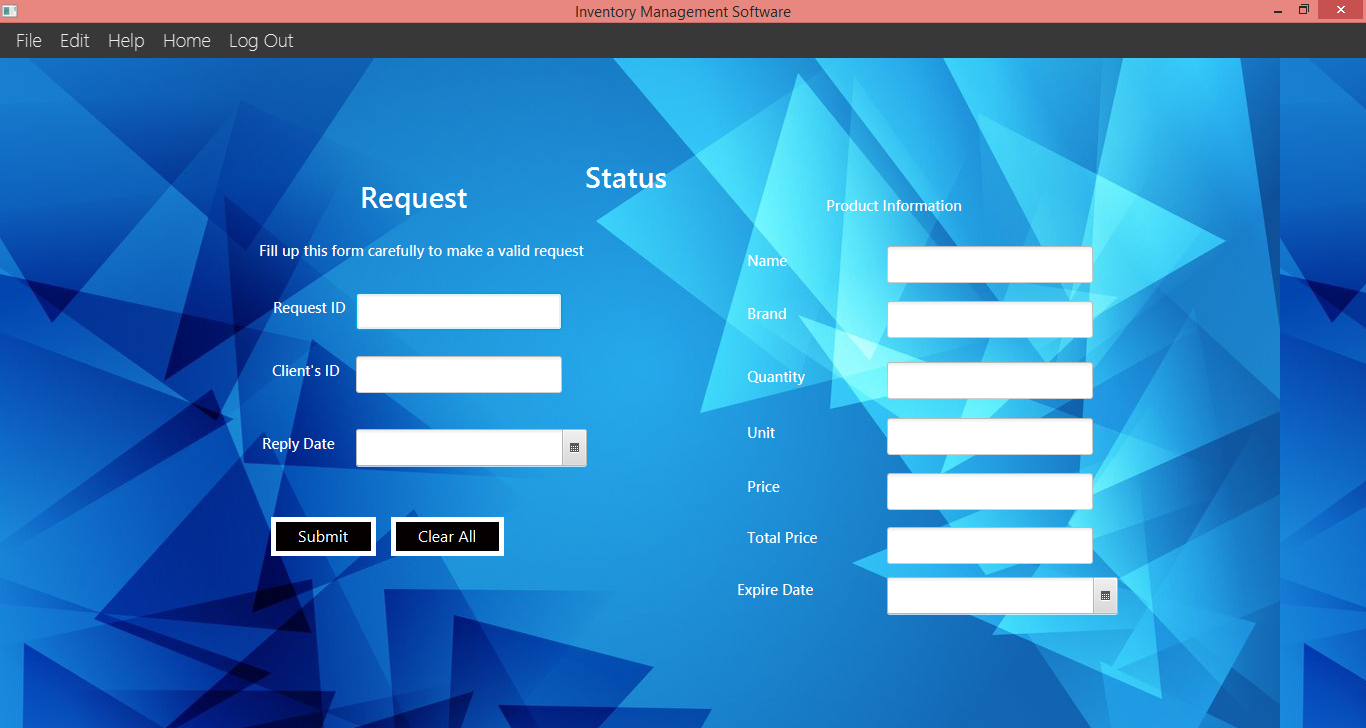 Inventory Management Software
File Edit Help Home Log Out
Status
Request
Product Information
Fill up this form carefully to make a valid request
Request ID
Client's ID
Reply Date
Submit Clear All
Name
Brand
Quantity
Unit
Price
Total Price
Expire Date